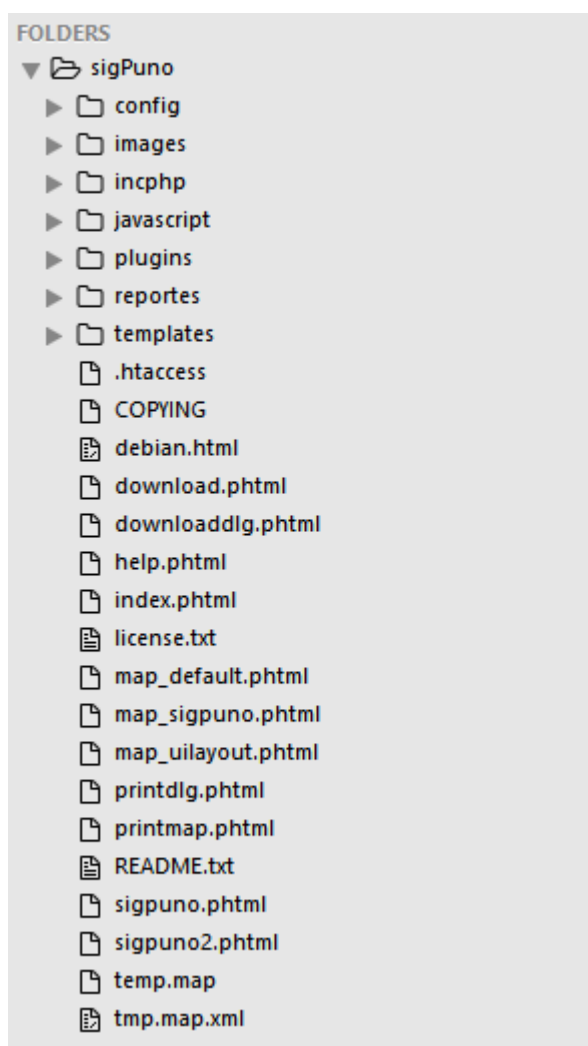 FOLDERS
sigPuno
config
images
incphp
javascript
plugins
reportes
templates
.htaccess
COPYING
debian.html
download.phtml
downloaddlg.phtml
help.phtml
index.phtml
license.txt
map_default.phtml
map_sigpuno.phtml
map_uilayout.phtml
printdlg.phtml
printmap.phtml
README.txt
sigpuno.phtml
sigpuno2.phtml
temp.map
tmp.map.xml